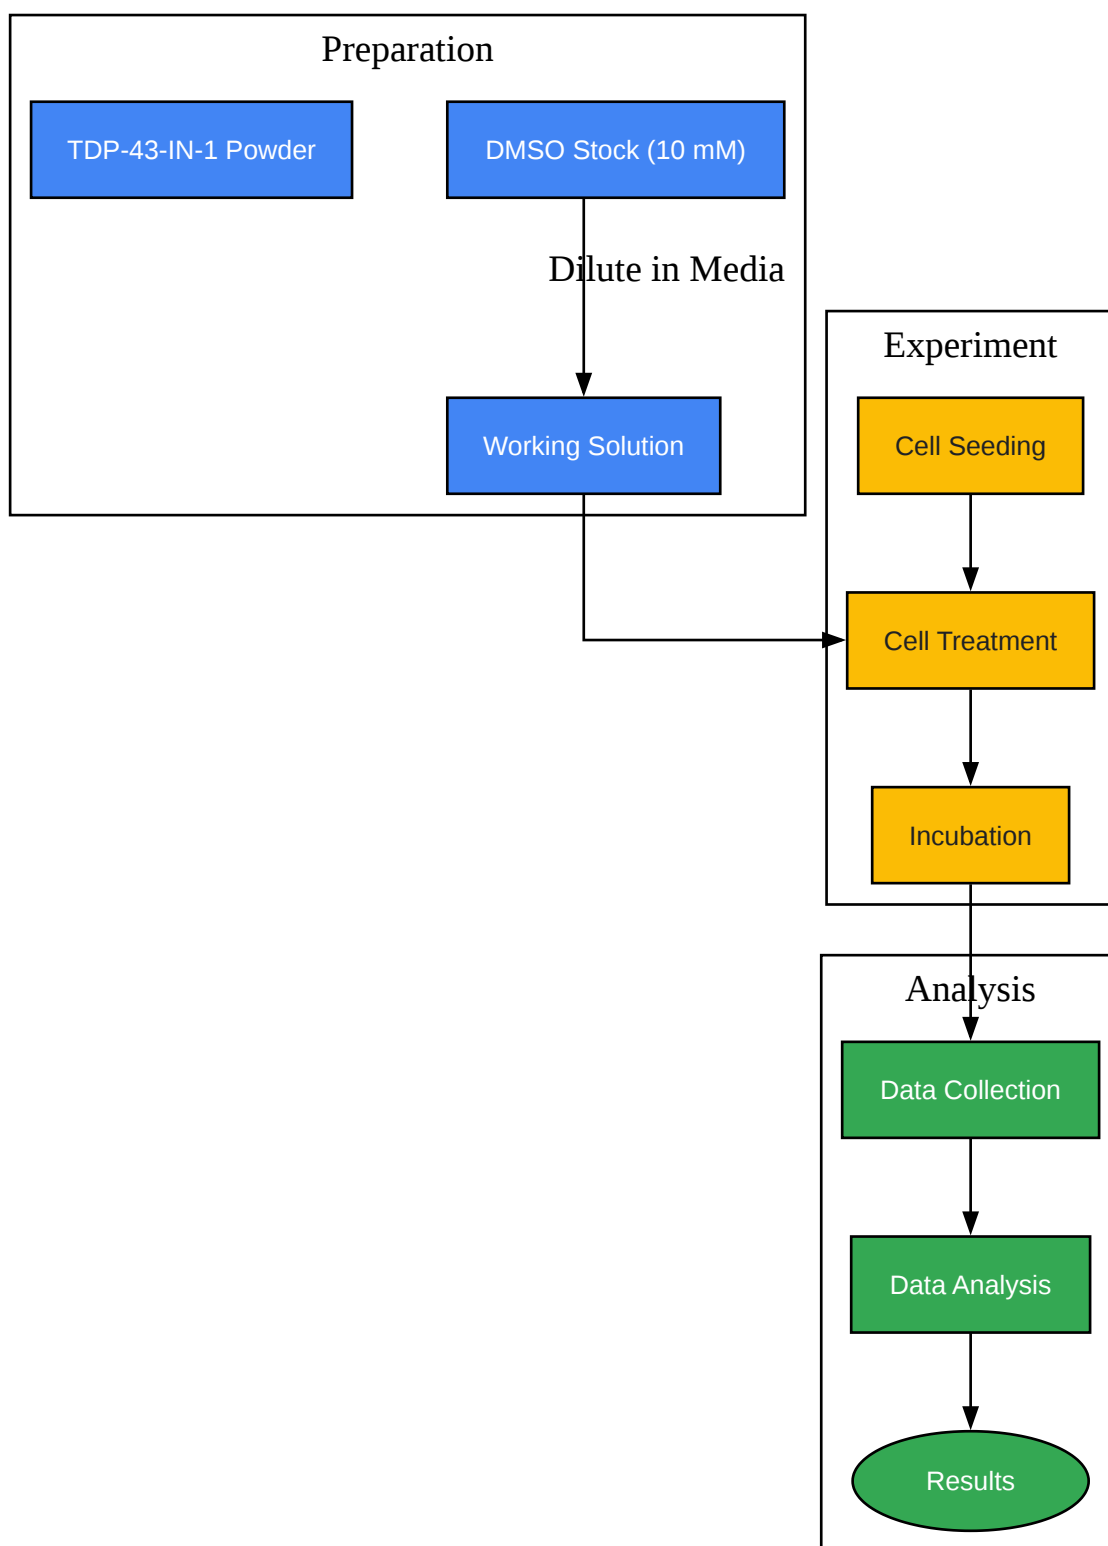 Preparation
TDP-43-IN-1 Powder
DMSO Stock (10 mM)
Dilute in Media
Working Solution
Experiment
Cell Seeding
Cell Treatment
Incubation
Analysis
Data Collection
Data Analysis
Results